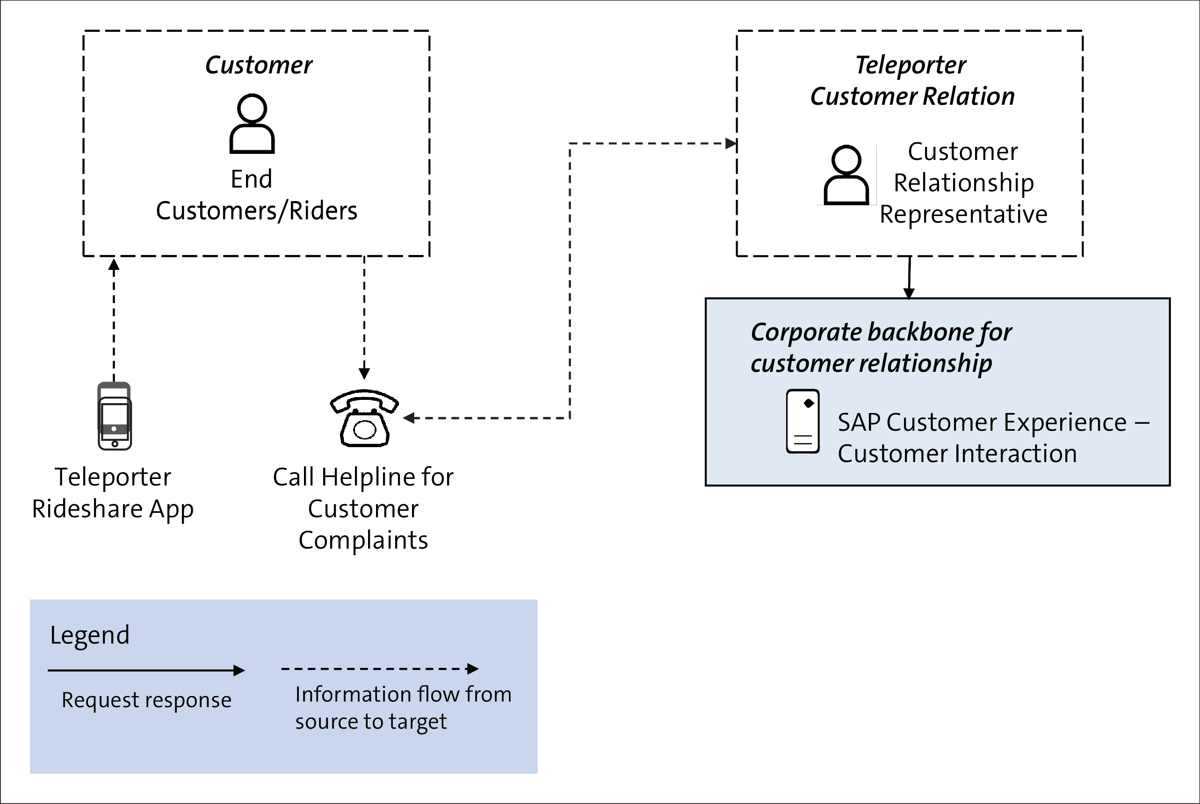 Customer
End
Customers/Riders
Teleporter
Customer Relation
Customer
Relationship
Representative
Corporate backbone for
customer relationship
SAP Customer Experience –
Customer Interaction
Teleporter
Rideshare App
Call Helpline for
Customer
Complaints
Legend
Request response
Information flow from
source to target